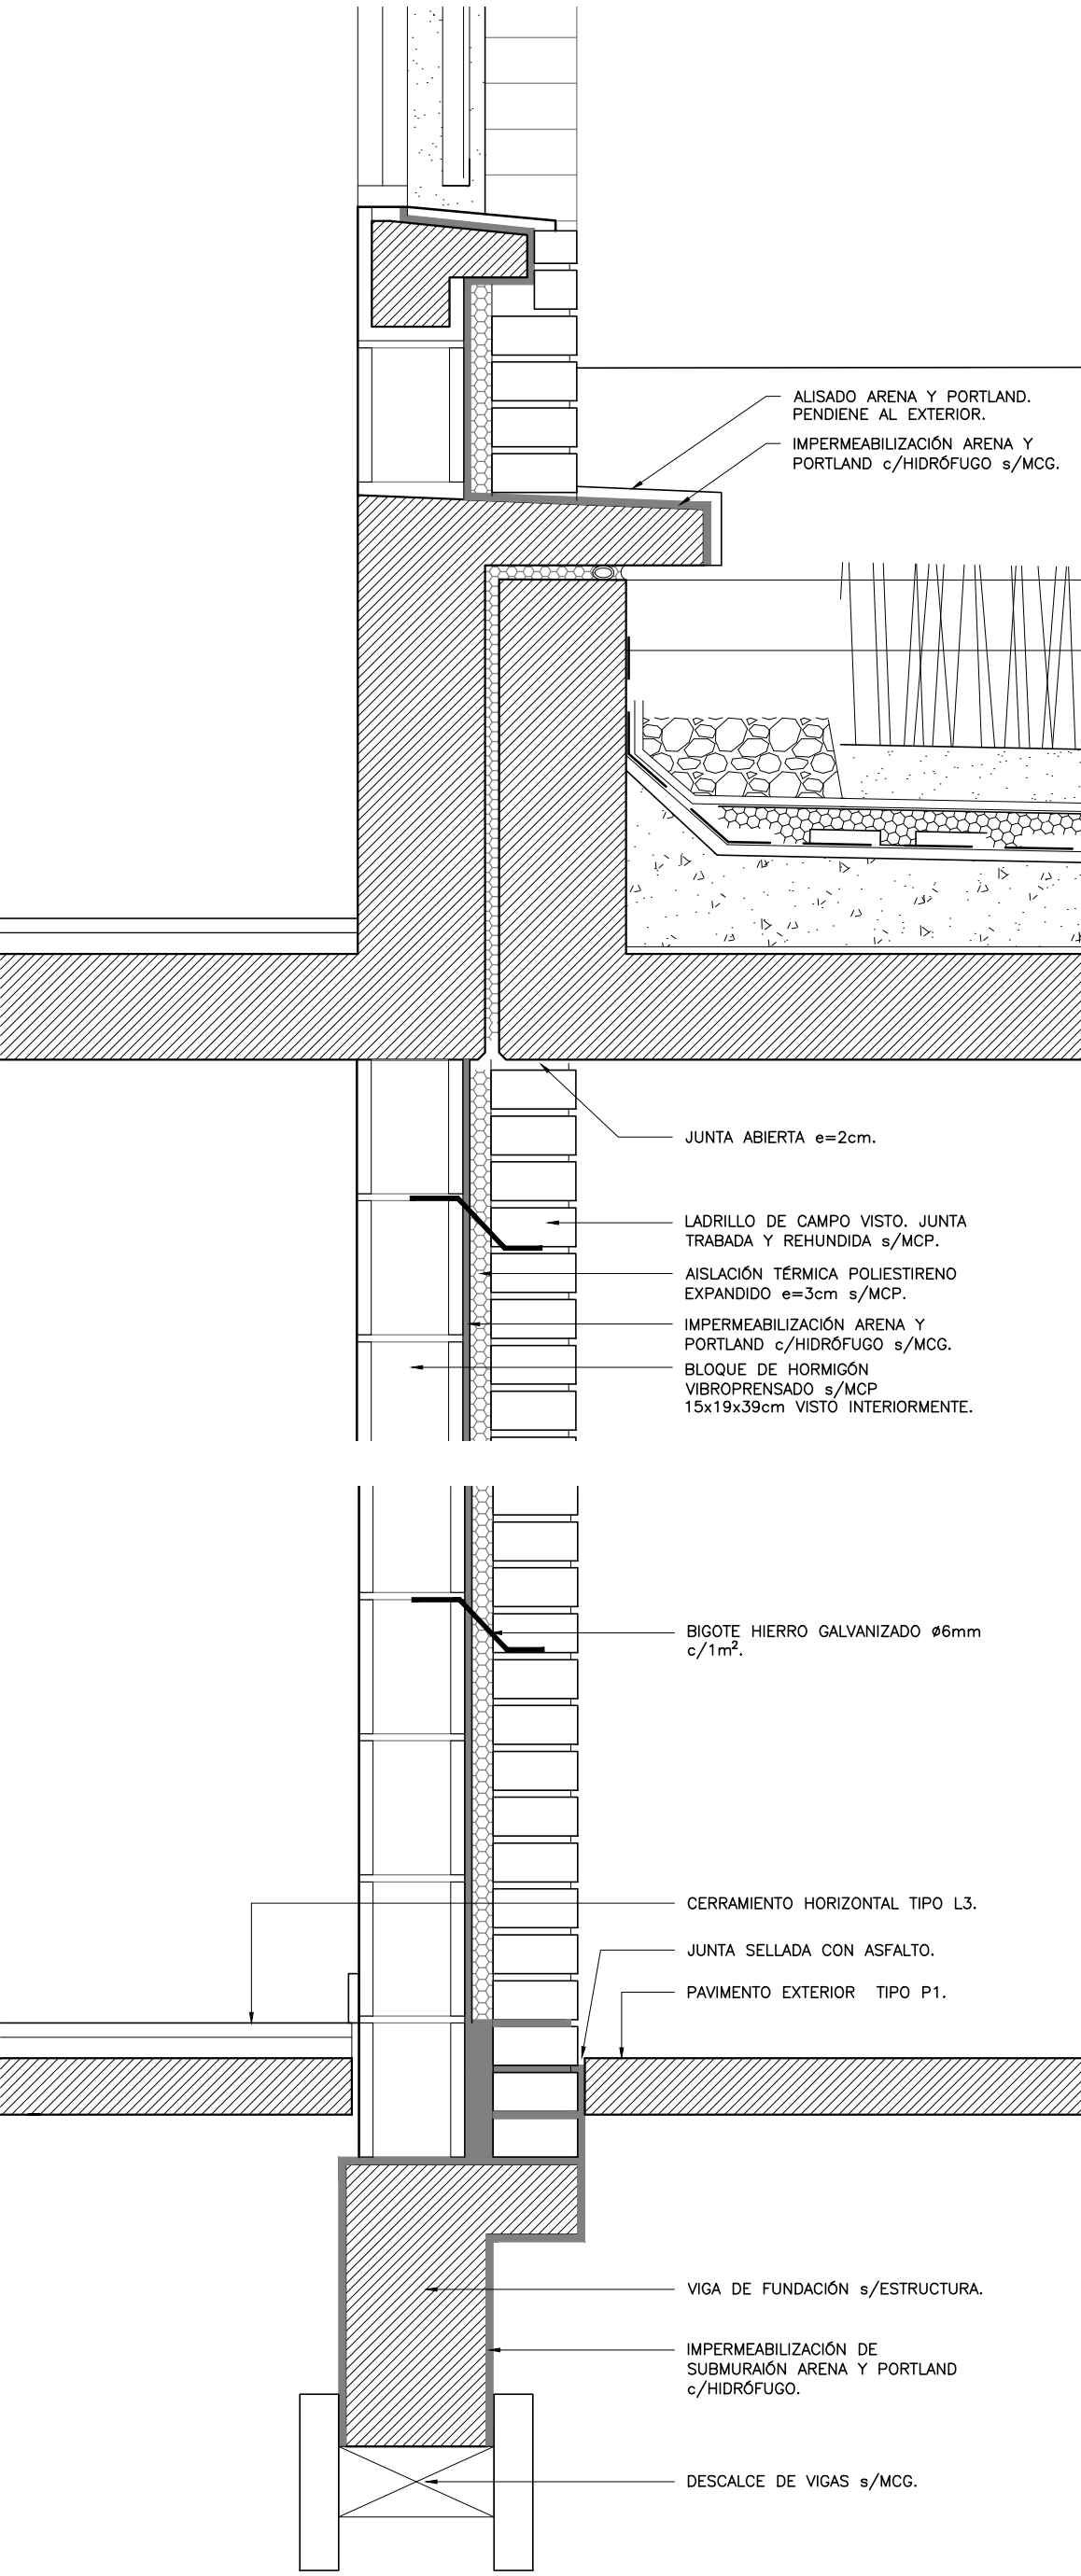 ALISADO ARENA Y PORTLAND.
PENDIENE AL EXTERIOR.
IMPERMEABILIZACIÓN ARENA Y
PORTLAND c/HIDRÓFUGO s/MCG.
JUNTA ABIERTA e=2cm.
LADRILLO DE CAMPO VISTO. JUNTA
TRABADA Y REHUNDIDA s/MCP.
AISLACIÓN TÉRMICA POLIESTIRENO
EXPANDIDO e=3cm s/MCP.
IMPERMEABILIZACIÓN ARENA Y
PORTLAND c/HIDRÓFUGO s/MCG.
BLOQUE DE HORMIGÓN
VIBROPRENSADO s/MCP
15x19x39cm VISTO INTERIORMENTE.
BIGOTE HIERRO GALVANIZADO ø6mm
c/1m².
CERRAMIENTO HORIZONTAL TIPO L3.
JUNTA SELLADA CON ASFALTO.
PAVIMENTO EXTERIOR TIPO P1.
VIGA DE FUNDACIÓN s/ESTRUCTURA.
IMPERMEABILIZACIÓN DE
SUBMURAIÓN ARENA Y PORTLAND
c/HIDRÓFUGO.
DESCALCE DE VIGAS s/MCG.